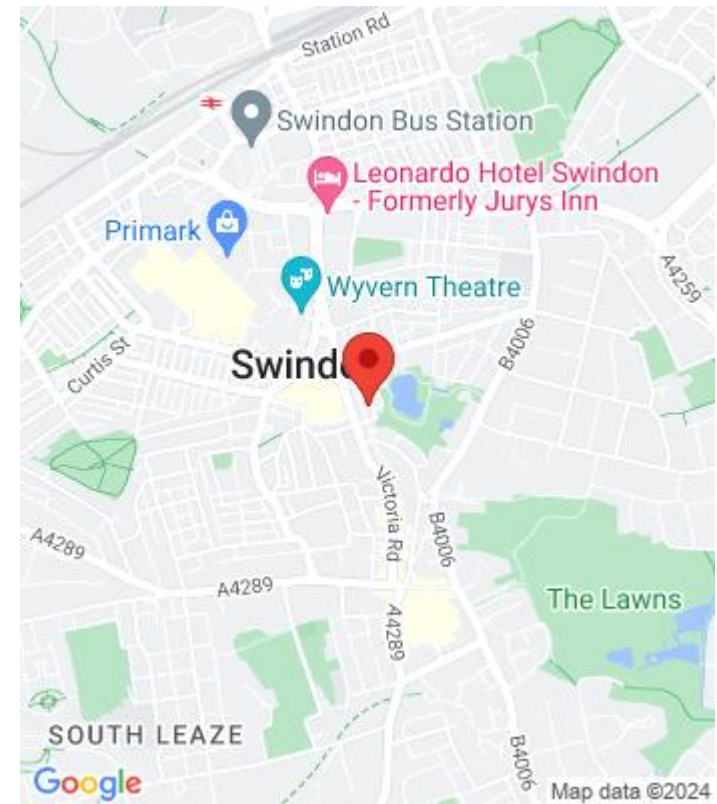 Station Rd
Swindon Bus Station
Leonardo Hotel Swindon
- Formerly Jurys Inn
Primark
A4259
Wyvern Theatre
B4006
Curtis St
Swind
Victoria Rd
B4006
A4289
A4289
The Lawns
A4289
SOUTH LEAZE
B4006
Google
Map data ©2024